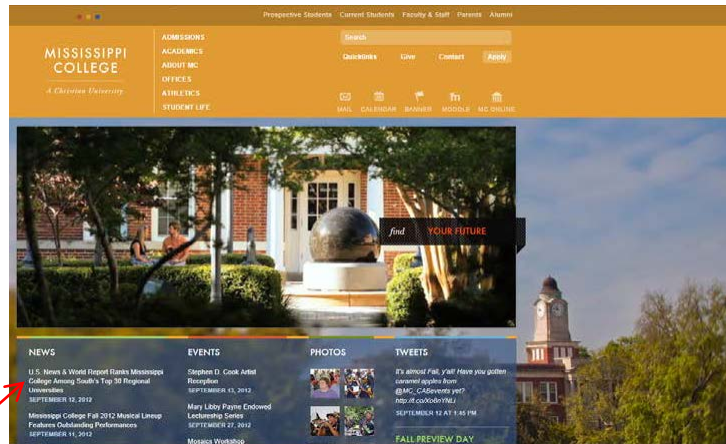 Prospective Students Current Students Faculty & Staff Parents Alumni
MISSISSIPPI
COLLEGE
A Christian University
ADMISSIONS
ACADEMICS
ABOUT MC
OFFICES
ATHLETICS
STUDENT LIFE
Search
Quicklinks Give Contact Apply
MAIL CALENDAR BANNER MOODLE MC ONLINE
find YOUR FUTURE
NEWS
U.S. News & World Report Ranks Mississippi
College Among South's Top 30 Regional
Universities
SEPTEMBER 12, 2012
Mississippi College Fall 2012 Musical Lineup
Features Outstanding Performances
SEPTEMBER 11, 2012
EVENTS
Stephen D. Cook Artist
Reception
SEPTEMBER 13, 2012
Mary Libby Payne Endowed
Lectureship Series
SEPTEMBER 27, 2012
Mosaics Workshop
PHOTOS
TWEETS
It's almost Fall, y'all! Have you gotten
caramel apples from
@MC_CABevents yet?
SEPTEMBER 12 AT 1:45 PM
FALL PREVIEW DAY